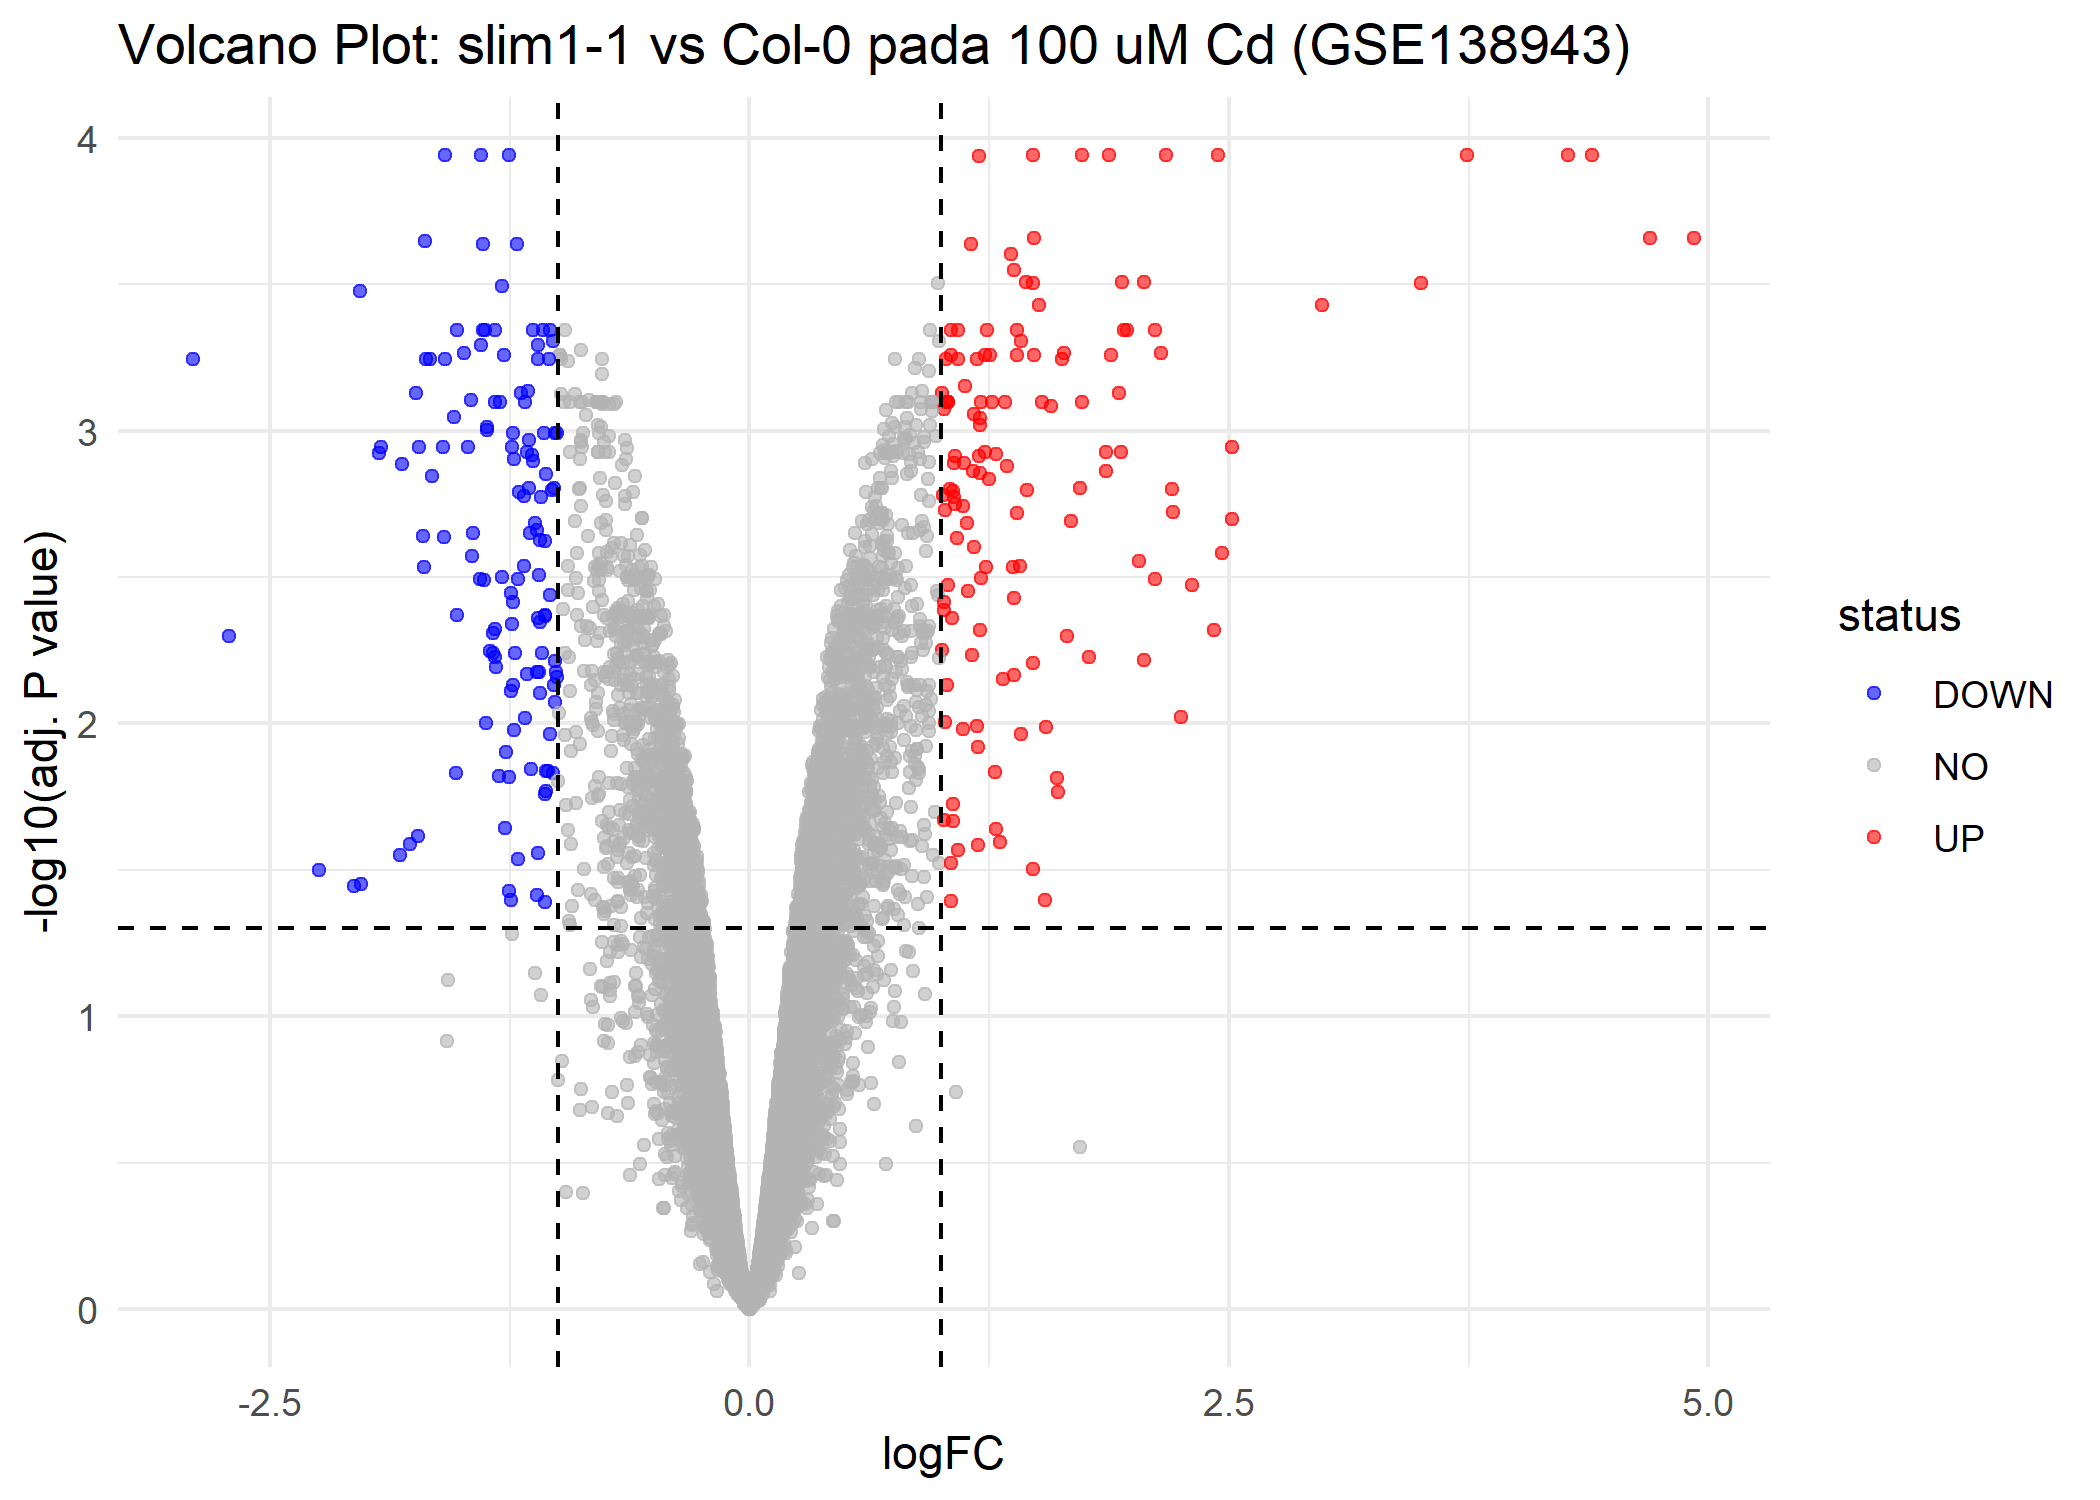 Volcano Plot: slim1-1 vs Col-0 pada 100 uM Cd (GSE138943)
4
3
2
1
0
-log10(adj. P value)
-2.5 0.0 2.5 5.0
logFC
status
DOWN
NO
UP